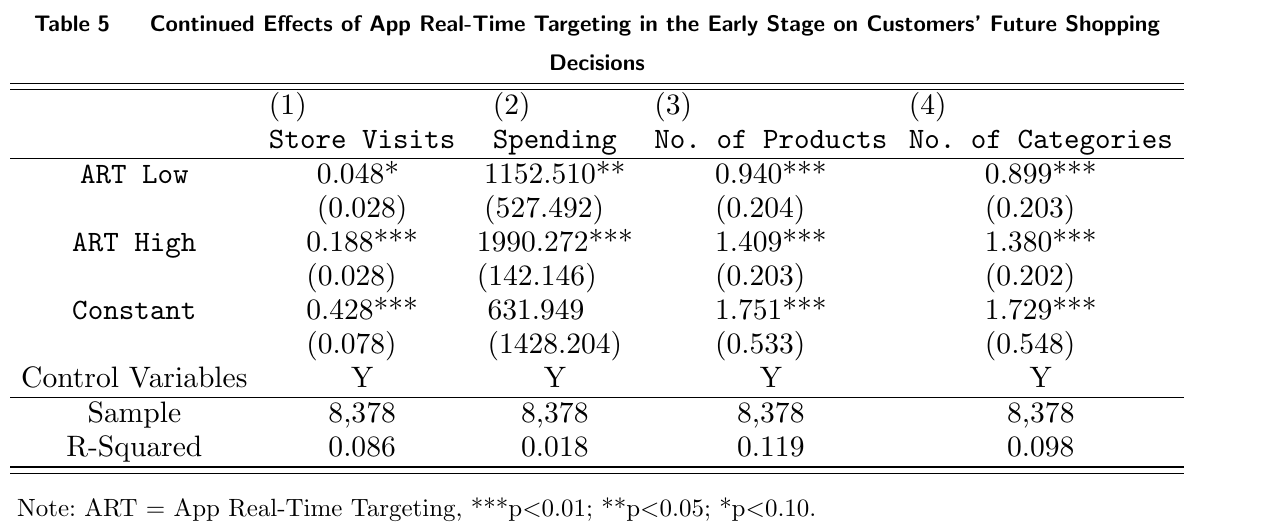 Table 5 Continued Effects of App Real-Time Targeting in the Early Stage on Customers' Future Shopping
Decisions
(1) (2) (3) (4)
Store Visits Spending No. of Products No. of Categories
ART Low 0.048* 1152.510** 0.940*** 0.899***
(0.028) (527.492) (0.204) (0.203)
ART High 0.188*** 1990.272*** 1.409*** 1.380***
(0.028) (142.146) (0.203) (0.202)
Constant 0.428*** 631.949 1.751*** 1.729***
(0.078) (1428.204) (0.533) (0.548)
Control Variables Y Y Y Y
Sample 8,378 8,378 8,378 8,378
R-Squared 0.086 0.018 0.119 0.098
Note: ART = App Real-Time Targeting, ***p<0.01; **p<0.05; *p<0.10.